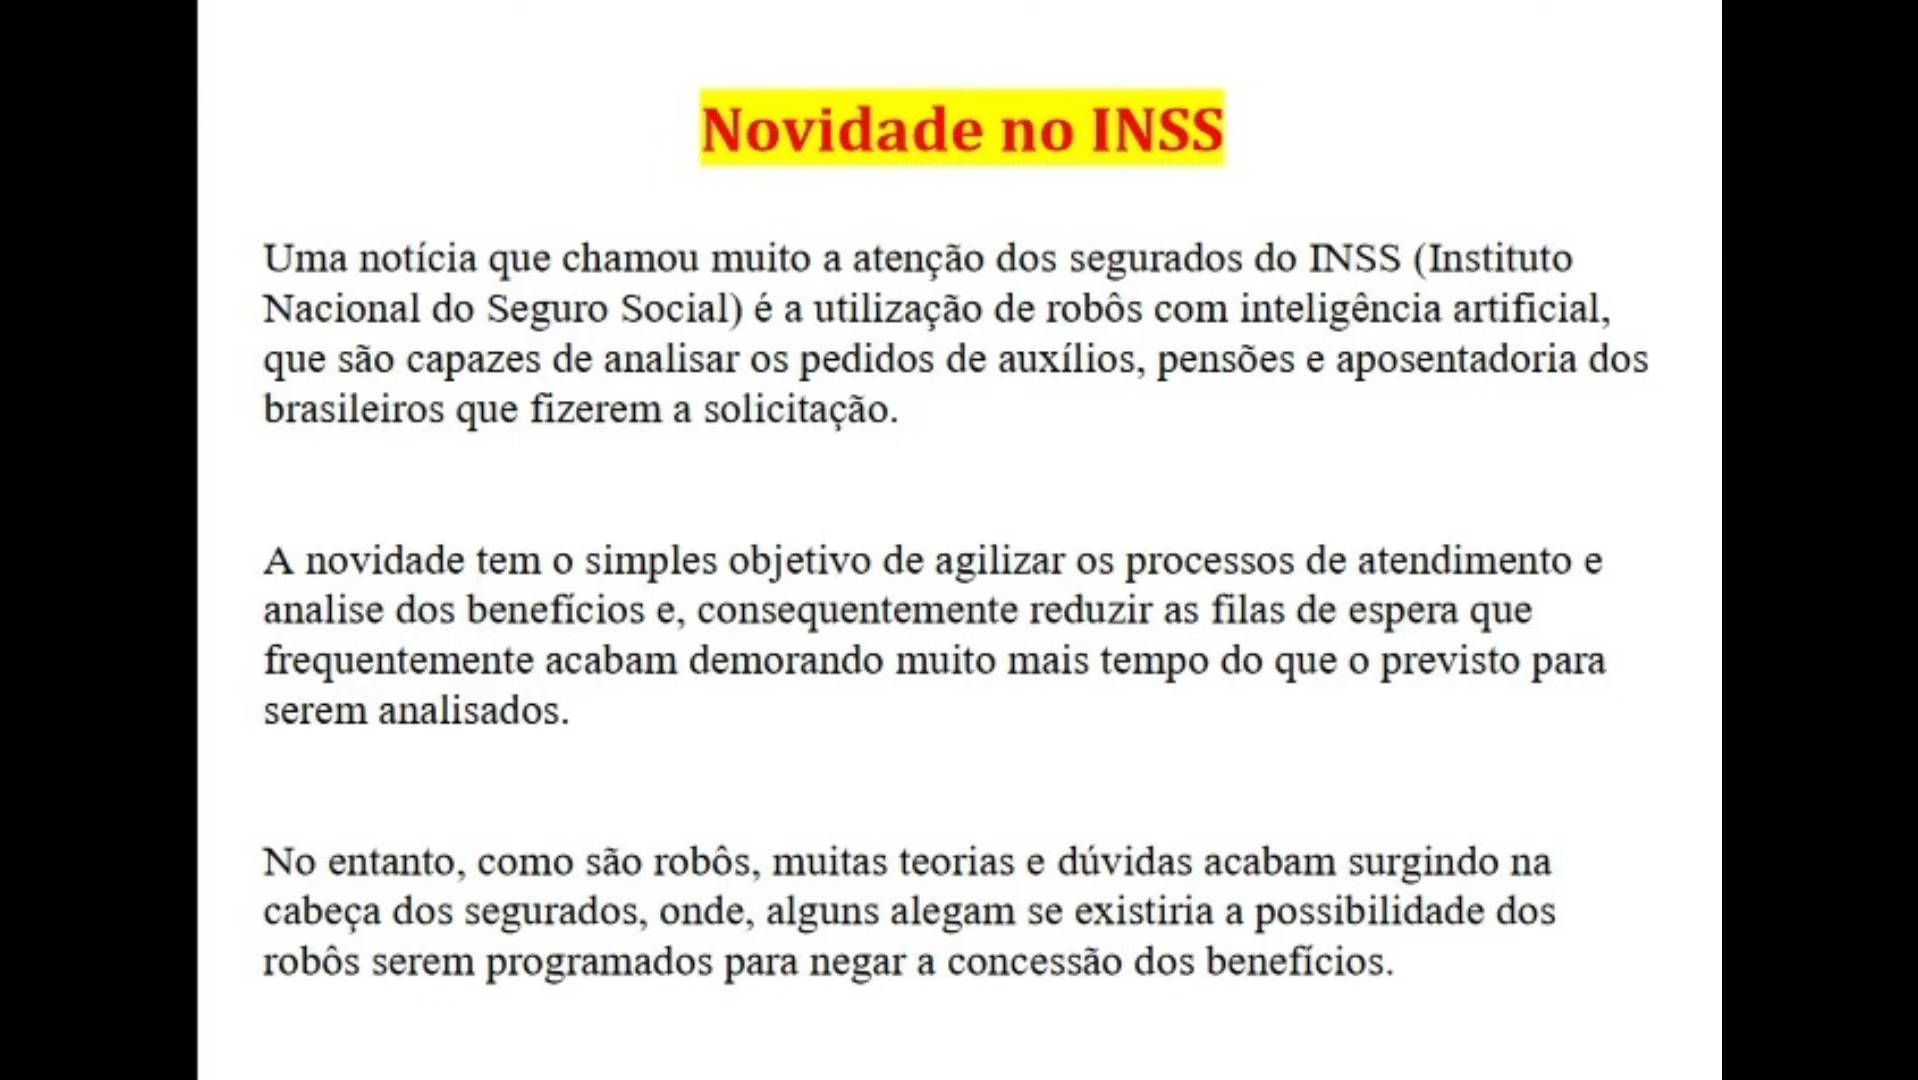 Novidade no INSS
Uma notícia que chamou muito a atenção dos segurados do INSS (Instituto
Nacional do Seguro Social) é a utilização de robôs com inteligência artificial,
que são capazes de analisar os pedidos de auxílios, pensões e aposentadoria dos
brasileiros que fizerem a solicitação.
A novidade tem o simples objetivo de agilizar os processos de atendimento e
analise dos benefícios e, consequentemente reduzir as filas de espera que
frequentemente acabam demorando muito mais tempo do que o previsto para
serem analisados.
No entanto, como são robôs, muitas teorias e dúvidas acabam surgindo na
cabeça dos segurados, onde, alguns alegam se existiria a possibilidade dos
robôs serem programados para negar a concessão dos benefícios.